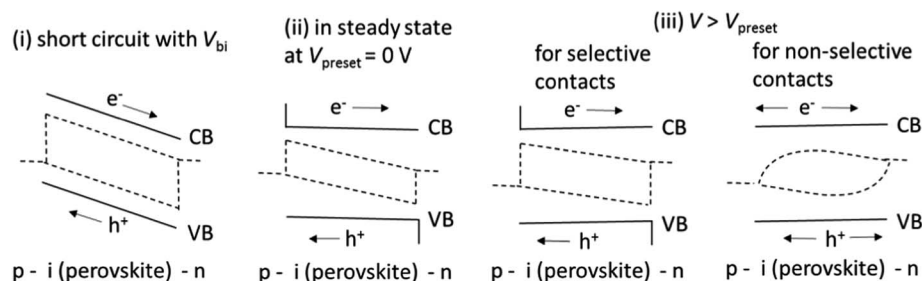 (i) short circuit with V_bi
(ii) in steady state
at V_preset = 0 V
(iii) V > V_preset
for selective
contacts
for non-selective
contacts
e⁻
CB
VB
h⁺
p - i (perovskite) - n
e⁻
CB
VB
h⁺
p - i (perovskite) - n
e⁻
CB
VB
h⁺
p - i (perovskite) - n
e⁻
CB
VB
h⁺
p - i (perovskite) - n